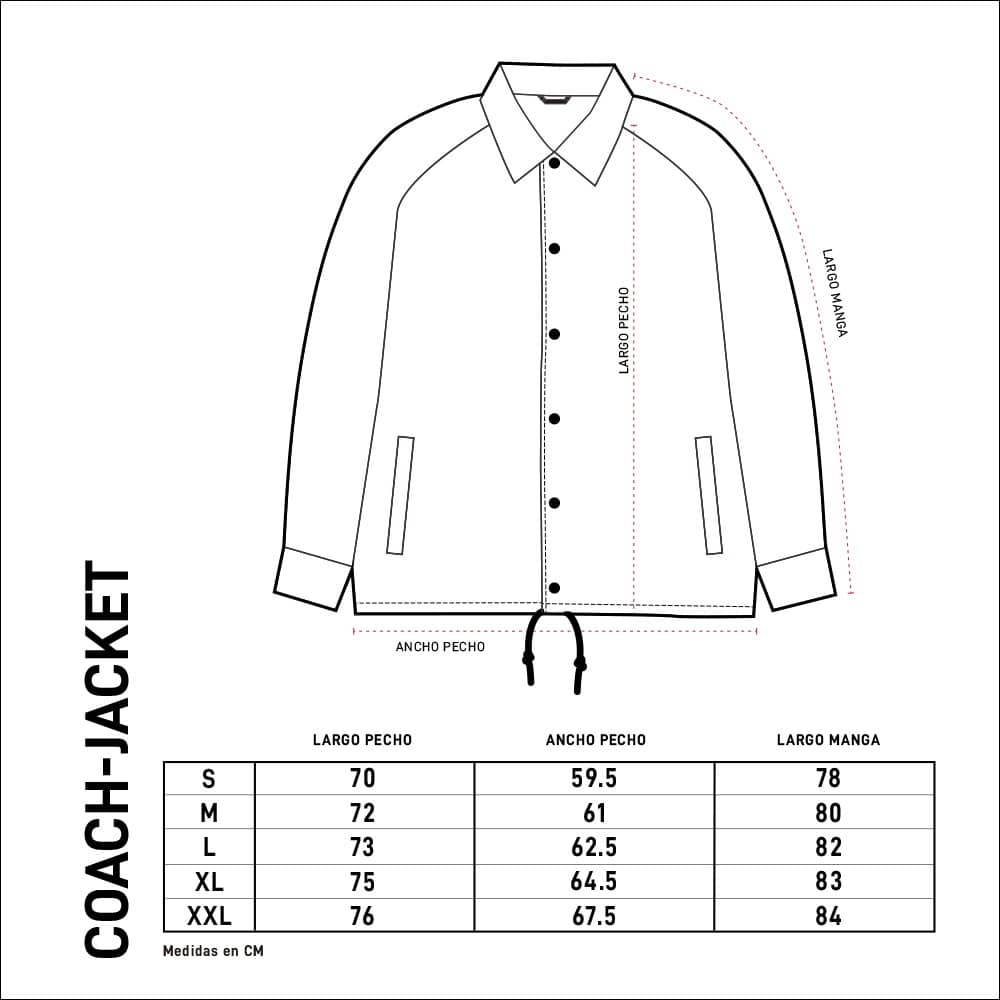 LARGO MANGA
LARGO PECHO
ANCHO PECHO
COACH-JACKET
LARGO PECHO ANCHO PECHO LARGO MANGA
S 70 59.5 78
M 72 61 80
L 73 62.5 82
XL 75 64.5 83
XXL 76 67.5 84
Medidas en CM